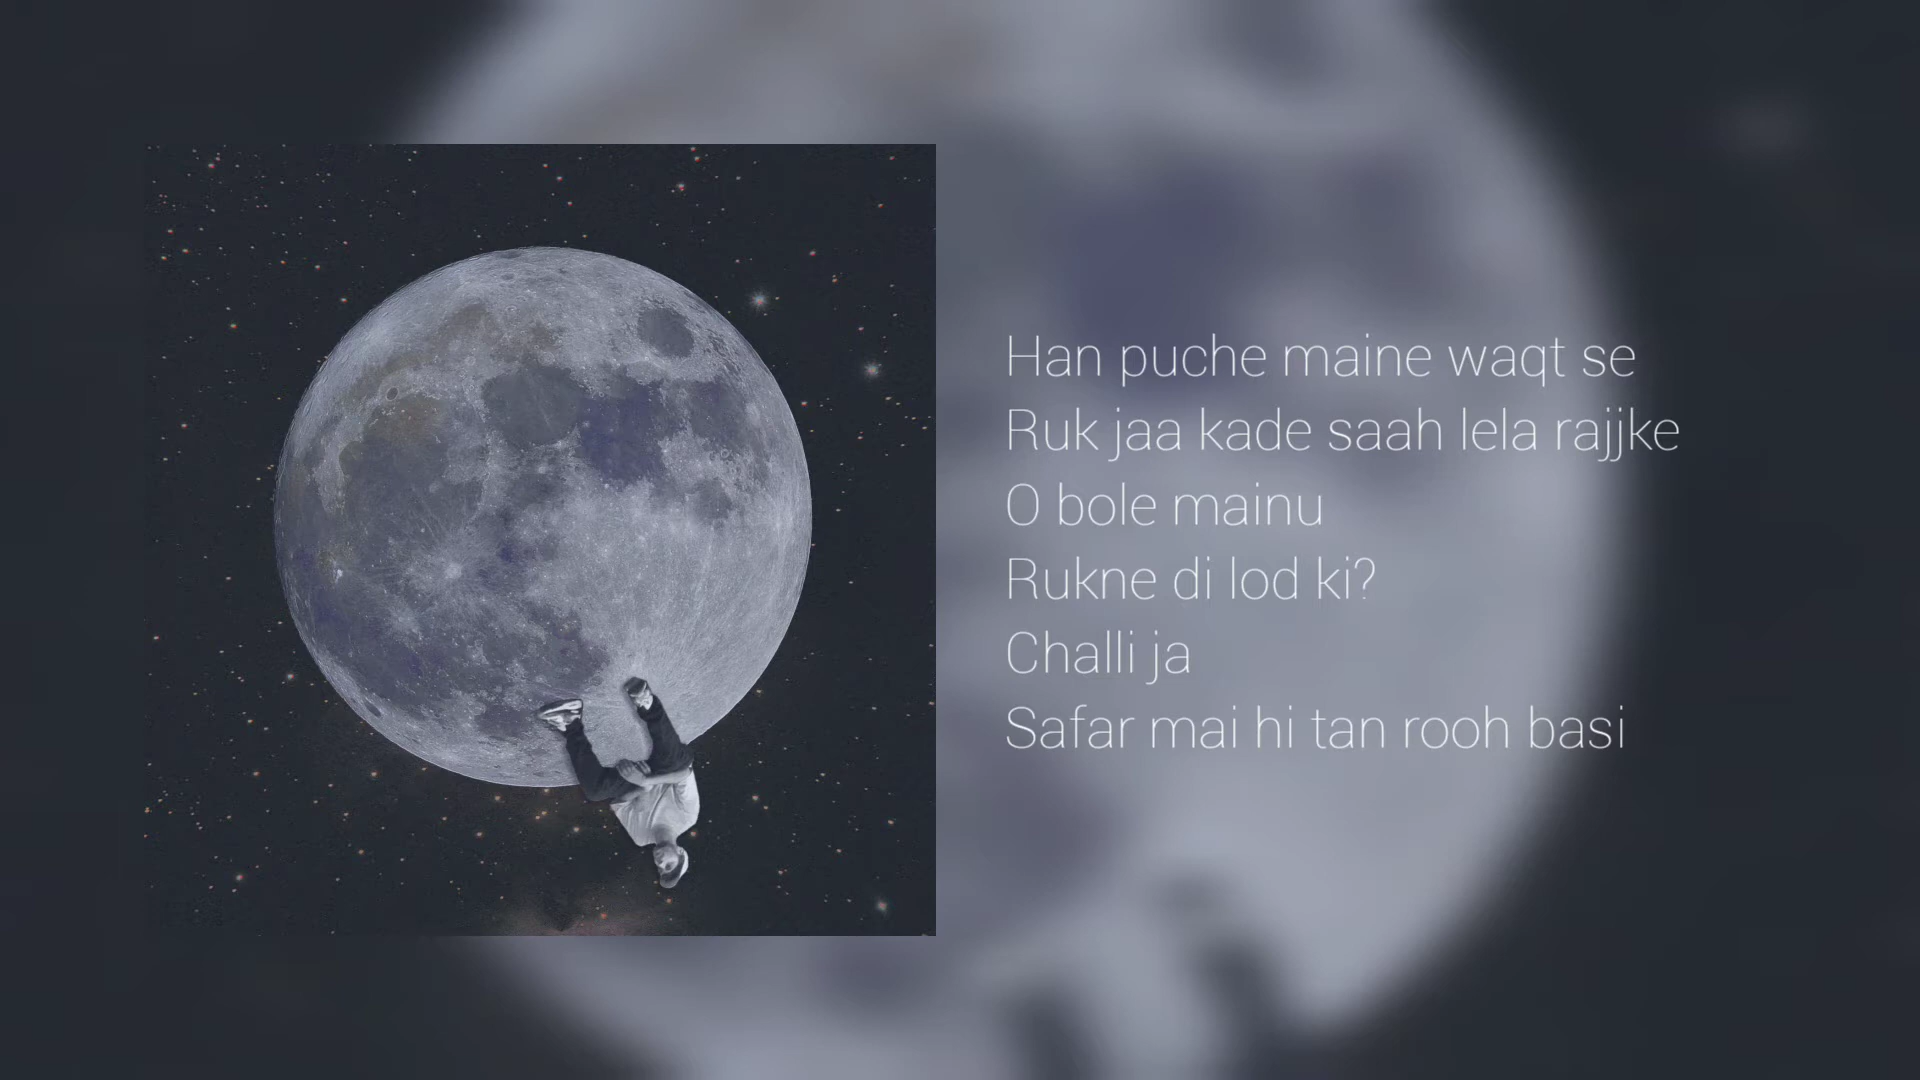 Han puche maine waqt se
Ruk jaa kade saah lela rajjke
O bole mainu
Rukne di lod ki?
Challi ja
Safar mai hi tan rooh basi